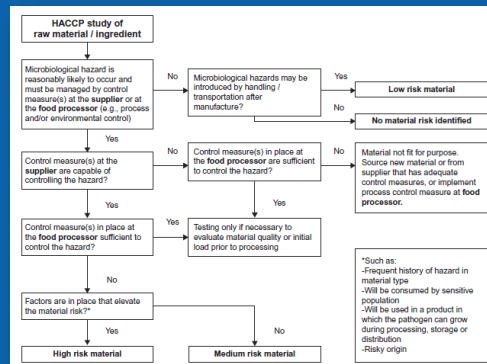 HACCP study of
raw material / ingredient
Microbiological hazard is
reasonably likely to occur and
must be managed by control
measure(s) at the supplier or at
the food processor (e.g., process
and/or environmental control)
No
Microbiological hazards may be
introduced by handling /
transportation after
manufacture?
Yes
Low risk material
No
No material risk identified
Yes
Control measure(s) at the
supplier are capable of
controlling the hazard?
No
Control measure(s) in place at
the food processor are sufficient
to control the hazard?
No
Material not fit for purpose.
Source new material or from
supplier that has adequate
control measures, or implement
process control measure at food
processor.
Yes
Yes
Control measure(s) in place at
the food processor sufficient to
control the hazard?
Yes
Testing only if necessary to
evaluate material quality or initial
load prior to processing
No
Factors are in place that elevate
the material risk?*
*Such as:
-Frequent history of hazard in
material type
-Will be consumed by sensitive
population
-Will be used in a product in
which the pathogen can grow
during processing, storage or
distribution
-Risky origin
Yes
No
High risk material
Medium risk material